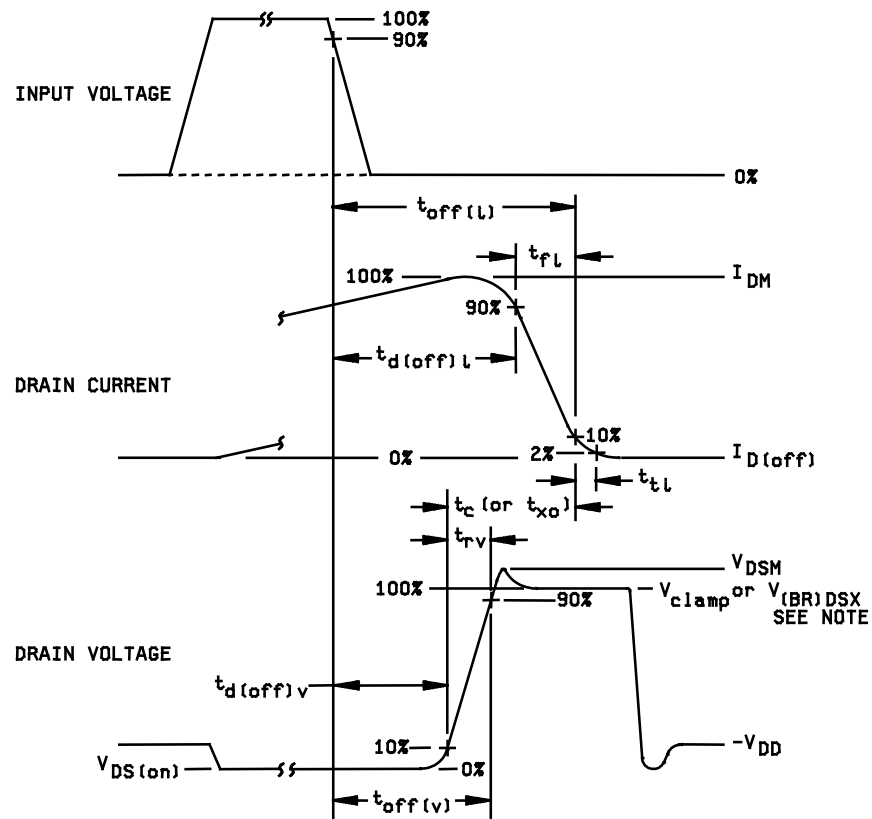 100%
90%
INPUT VOLTAGE
0%
toff(l)
tfl
100%
IDM
90%
td(off)l
DRAIN CURRENT
10%
0%
2%
ID(off)
ttl
tc (or txo)
trv
VDSM
100%
Vclamp or V(BR)DSX
90%
SEE NOTE
DRAIN VOLTAGE
td(off)v
10%
-VDD
VDS(on)
0%
toff(v)